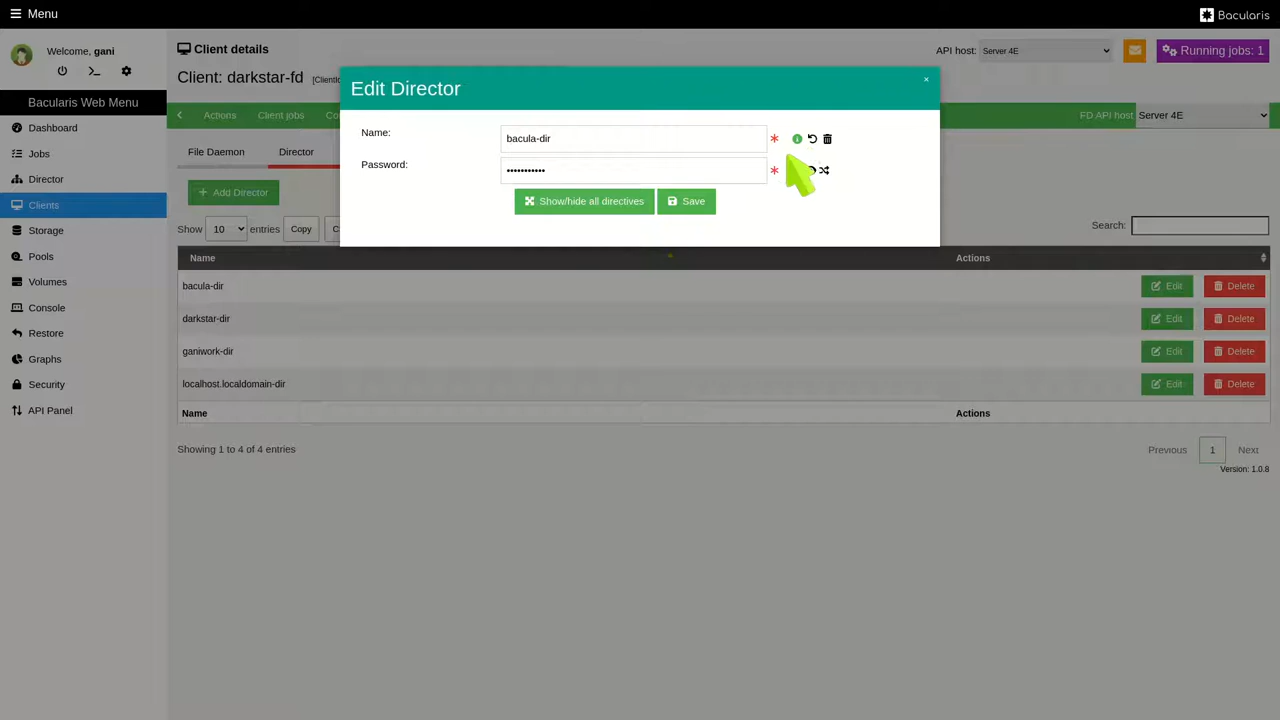 Menu
Bacularis
Welcome, gani
Client details
API host:
Server 4E
Running jobs: 1
Client: darkstar-fd
Edit Director
×
Bacularis Web Menu
Actions
Client jobs
FD API host
Server 4E
Dashboard
Jobs
Director
Clients
Storage
Pools
Volumes
Console
Restore
Graphs
Security
API Panel
File Daemon
Director
Name:
bacula-dir
*
Password:
•••••••••••
*
Show/hide all directives
Save
Add Director
Show
10
entries
Copy
Search:
Name
Actions
bacula-dir
Edit
Delete
darkstar-dir
Edit
Delete
ganiwork-dir
Edit
Delete
localhost.localdomain-dir
Edit
Delete
Name
Actions
Showing 1 to 4 of 4 entries
Previous
1
Next
Version: 1.0.8